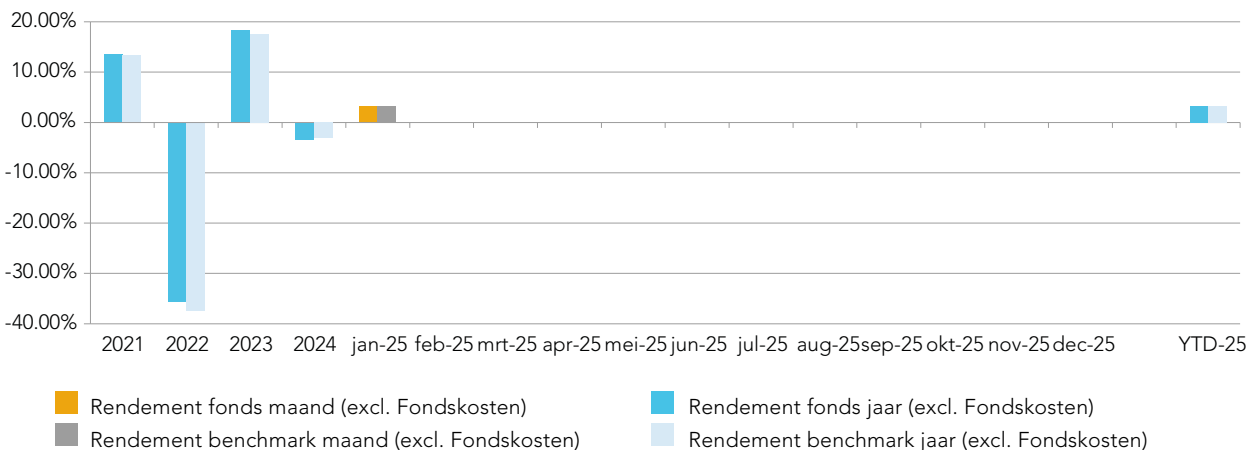 20.00%
10.00%
0.00%
-10.00%
-20.00%
-30.00%
-40.00%
2021 2022 2023 2024 jan-25 feb-25 mrt-25 apr-25 mei-25 jun-25 jul-25 aug-25 sep-25 okt-25 nov-25 dec-25 YTD-25
Rendement fonds maand (excl. Fondskosten) Rendement fonds jaar (excl. Fondskosten)
Rendement benchmark maand (excl. Fondskosten) Rendement benchmark jaar (excl. Fondskosten)